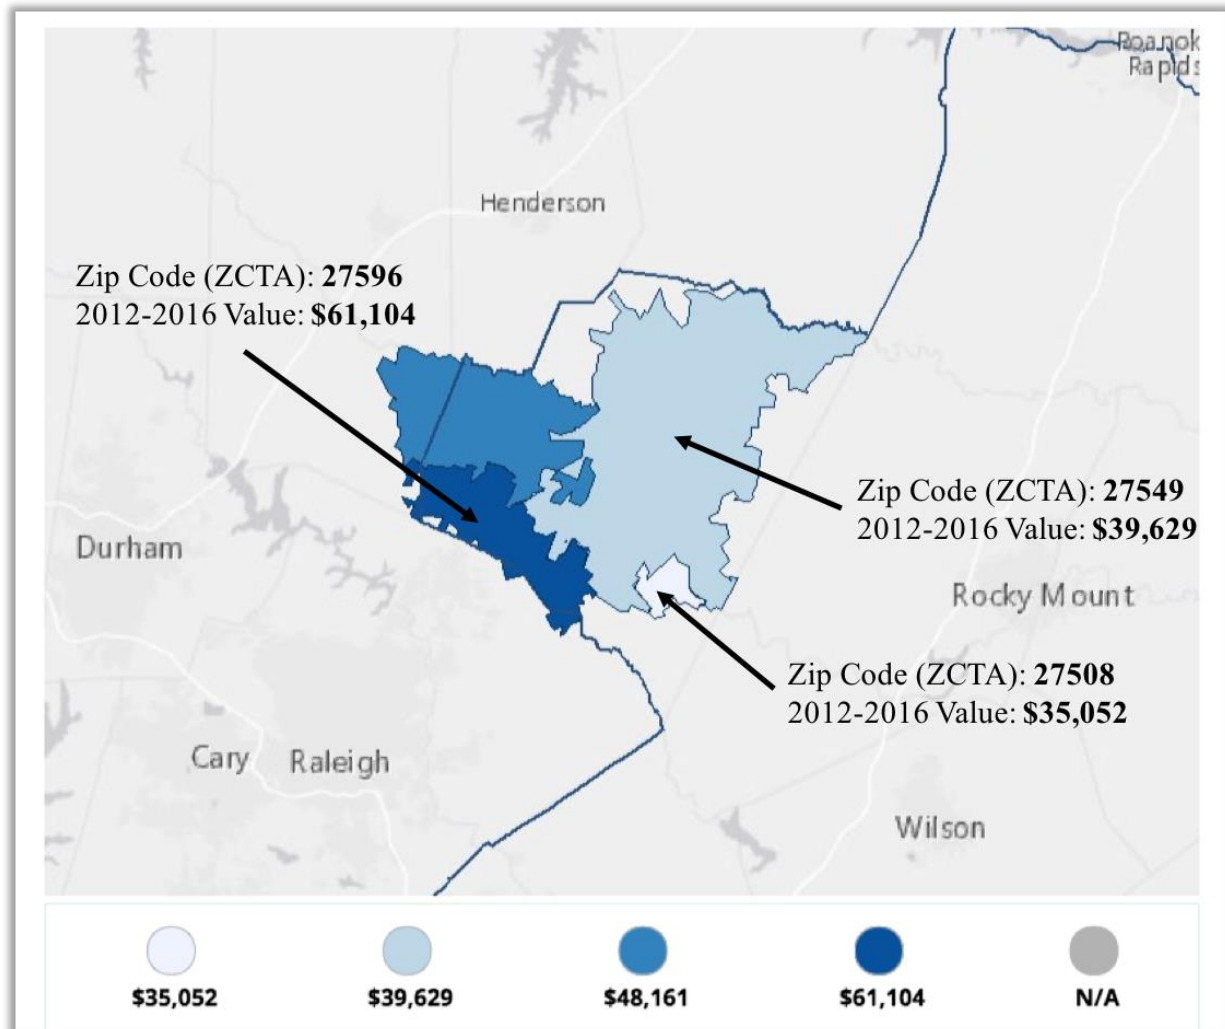 Roanok
Rapids
Henderson
Zip Code (ZCTA): 27596
2012-2016 Value: $61,104
Zip Code (ZCTA): 27549
2012-2016 Value: $39,629
Durham
Rocky Mount
Zip Code (ZCTA): 27508
2012-2016 Value: $35,052
Cary
Raleigh
Wilson
$35,052
$39,629
$48,161
$61,104
N/A